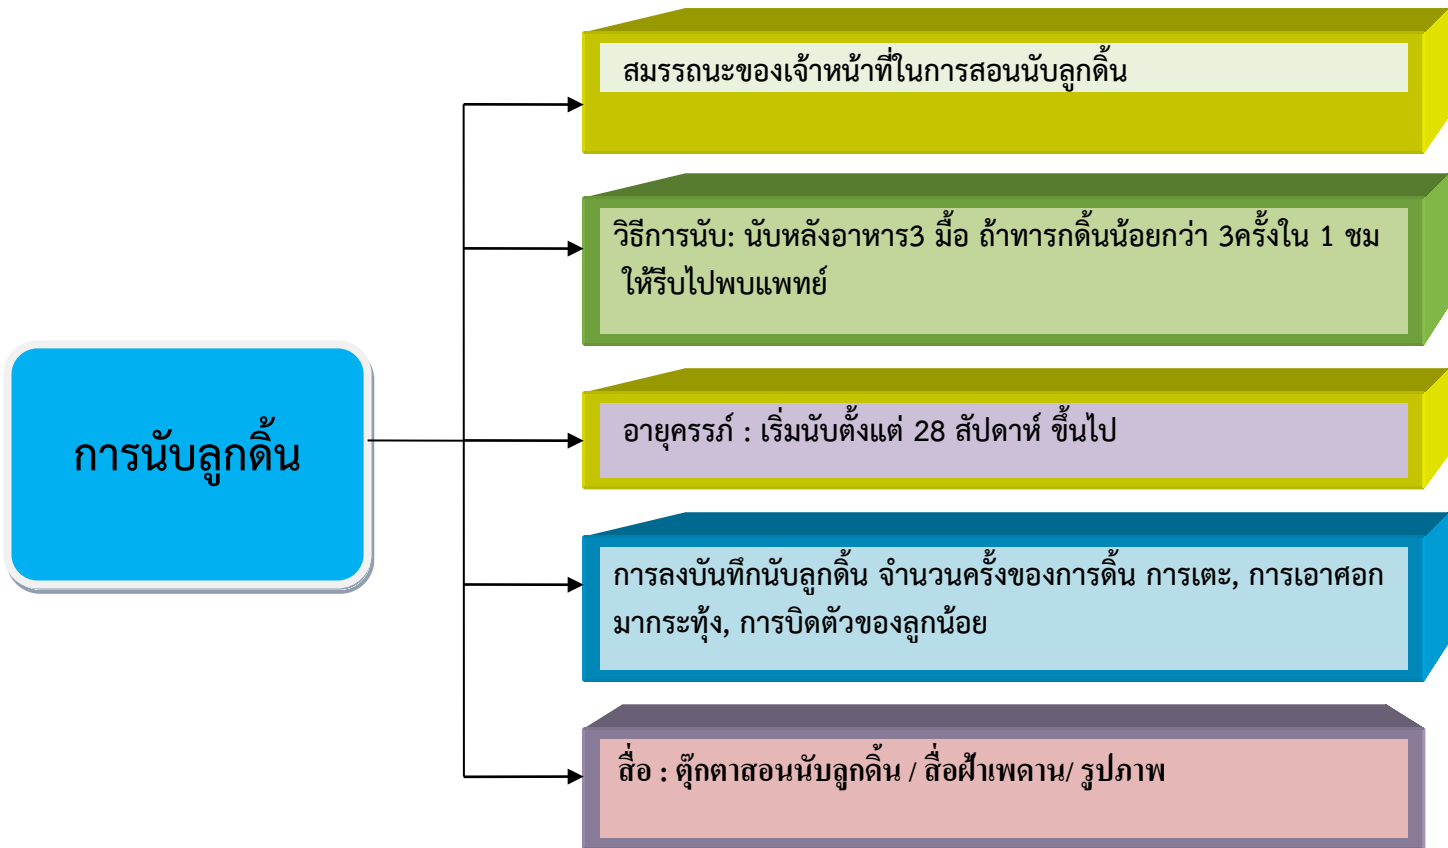 สมรรถนะของเจ้าหน้าที่ในการสอนนับลูกดิ้น
วิธีการนับ: นับหลังอาหาร3 มื้อ ถ้าทารกดิ้นน้อยกว่า 3ครั้งใน 1 ชม
ให้รีบไปพบแพทย์
การนับลูกดิ้น
อายุครรภ์ : เริ่มนับตั้งแต่ 28 สัปดาห์ ขึ้นไป
การลงบันทึกนับลูกดิ้น จำนวนครั้งของการดิ้น การเตะ, การเอาศอก
มากระทุ้ง, การบิดตัวของลูกน้อย
สื่อ : ตุ๊กตาสอนนับลูกดิ้น / สื่อฝ้าเพดาน/ รูปภาพ